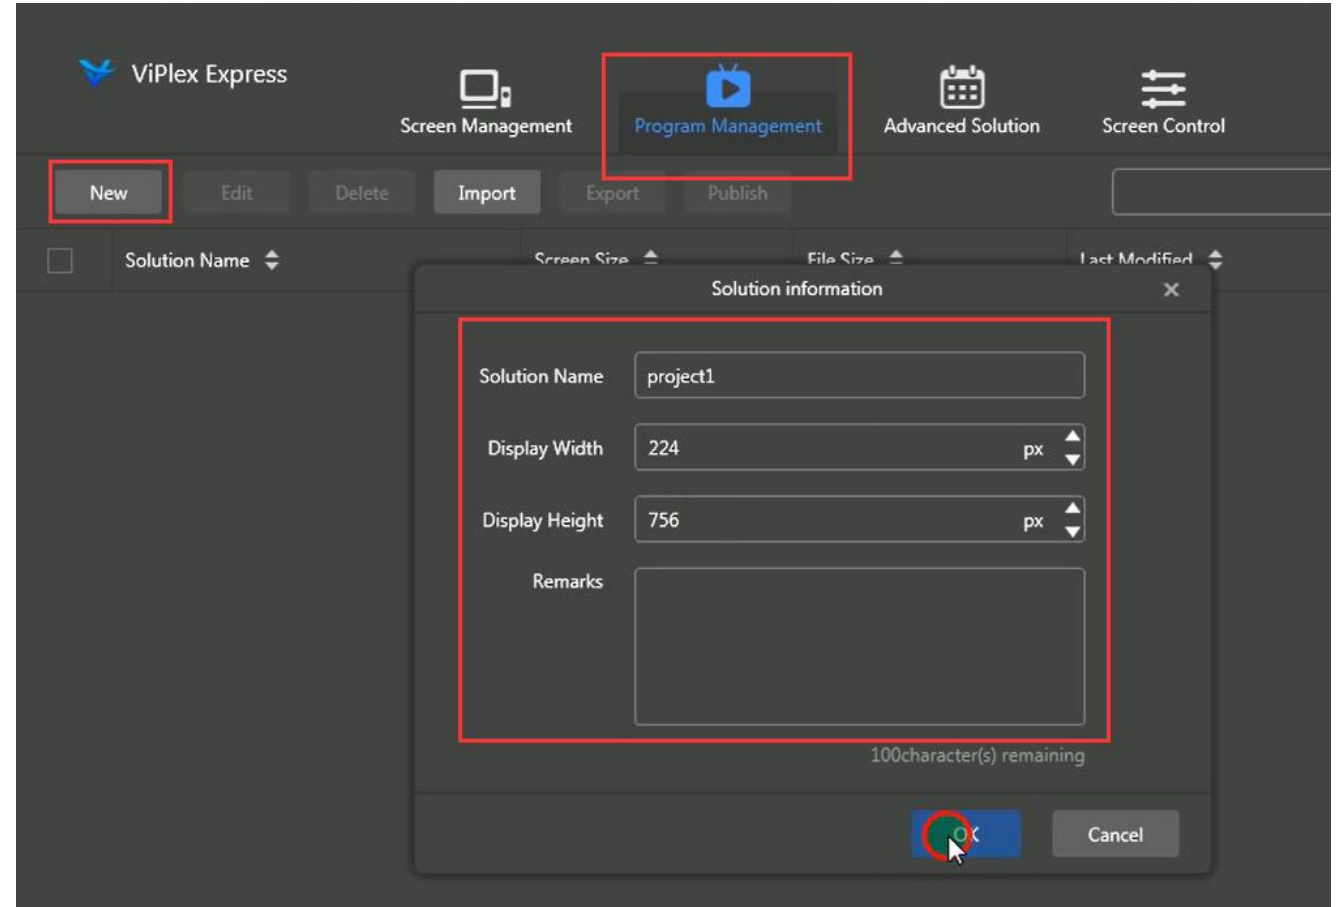 ViPlex Express
Screen Management
Program Management
Advanced Solution
Screen Control
New
Edit
Delete
Import
Export
Publish
Solution Name
Screen Size
File Size
Last Modified
Solution information
Solution Name
project1
Display Width
224
px
Display Height
756
px
Remarks
100character(s) remaining
OK
Cancel